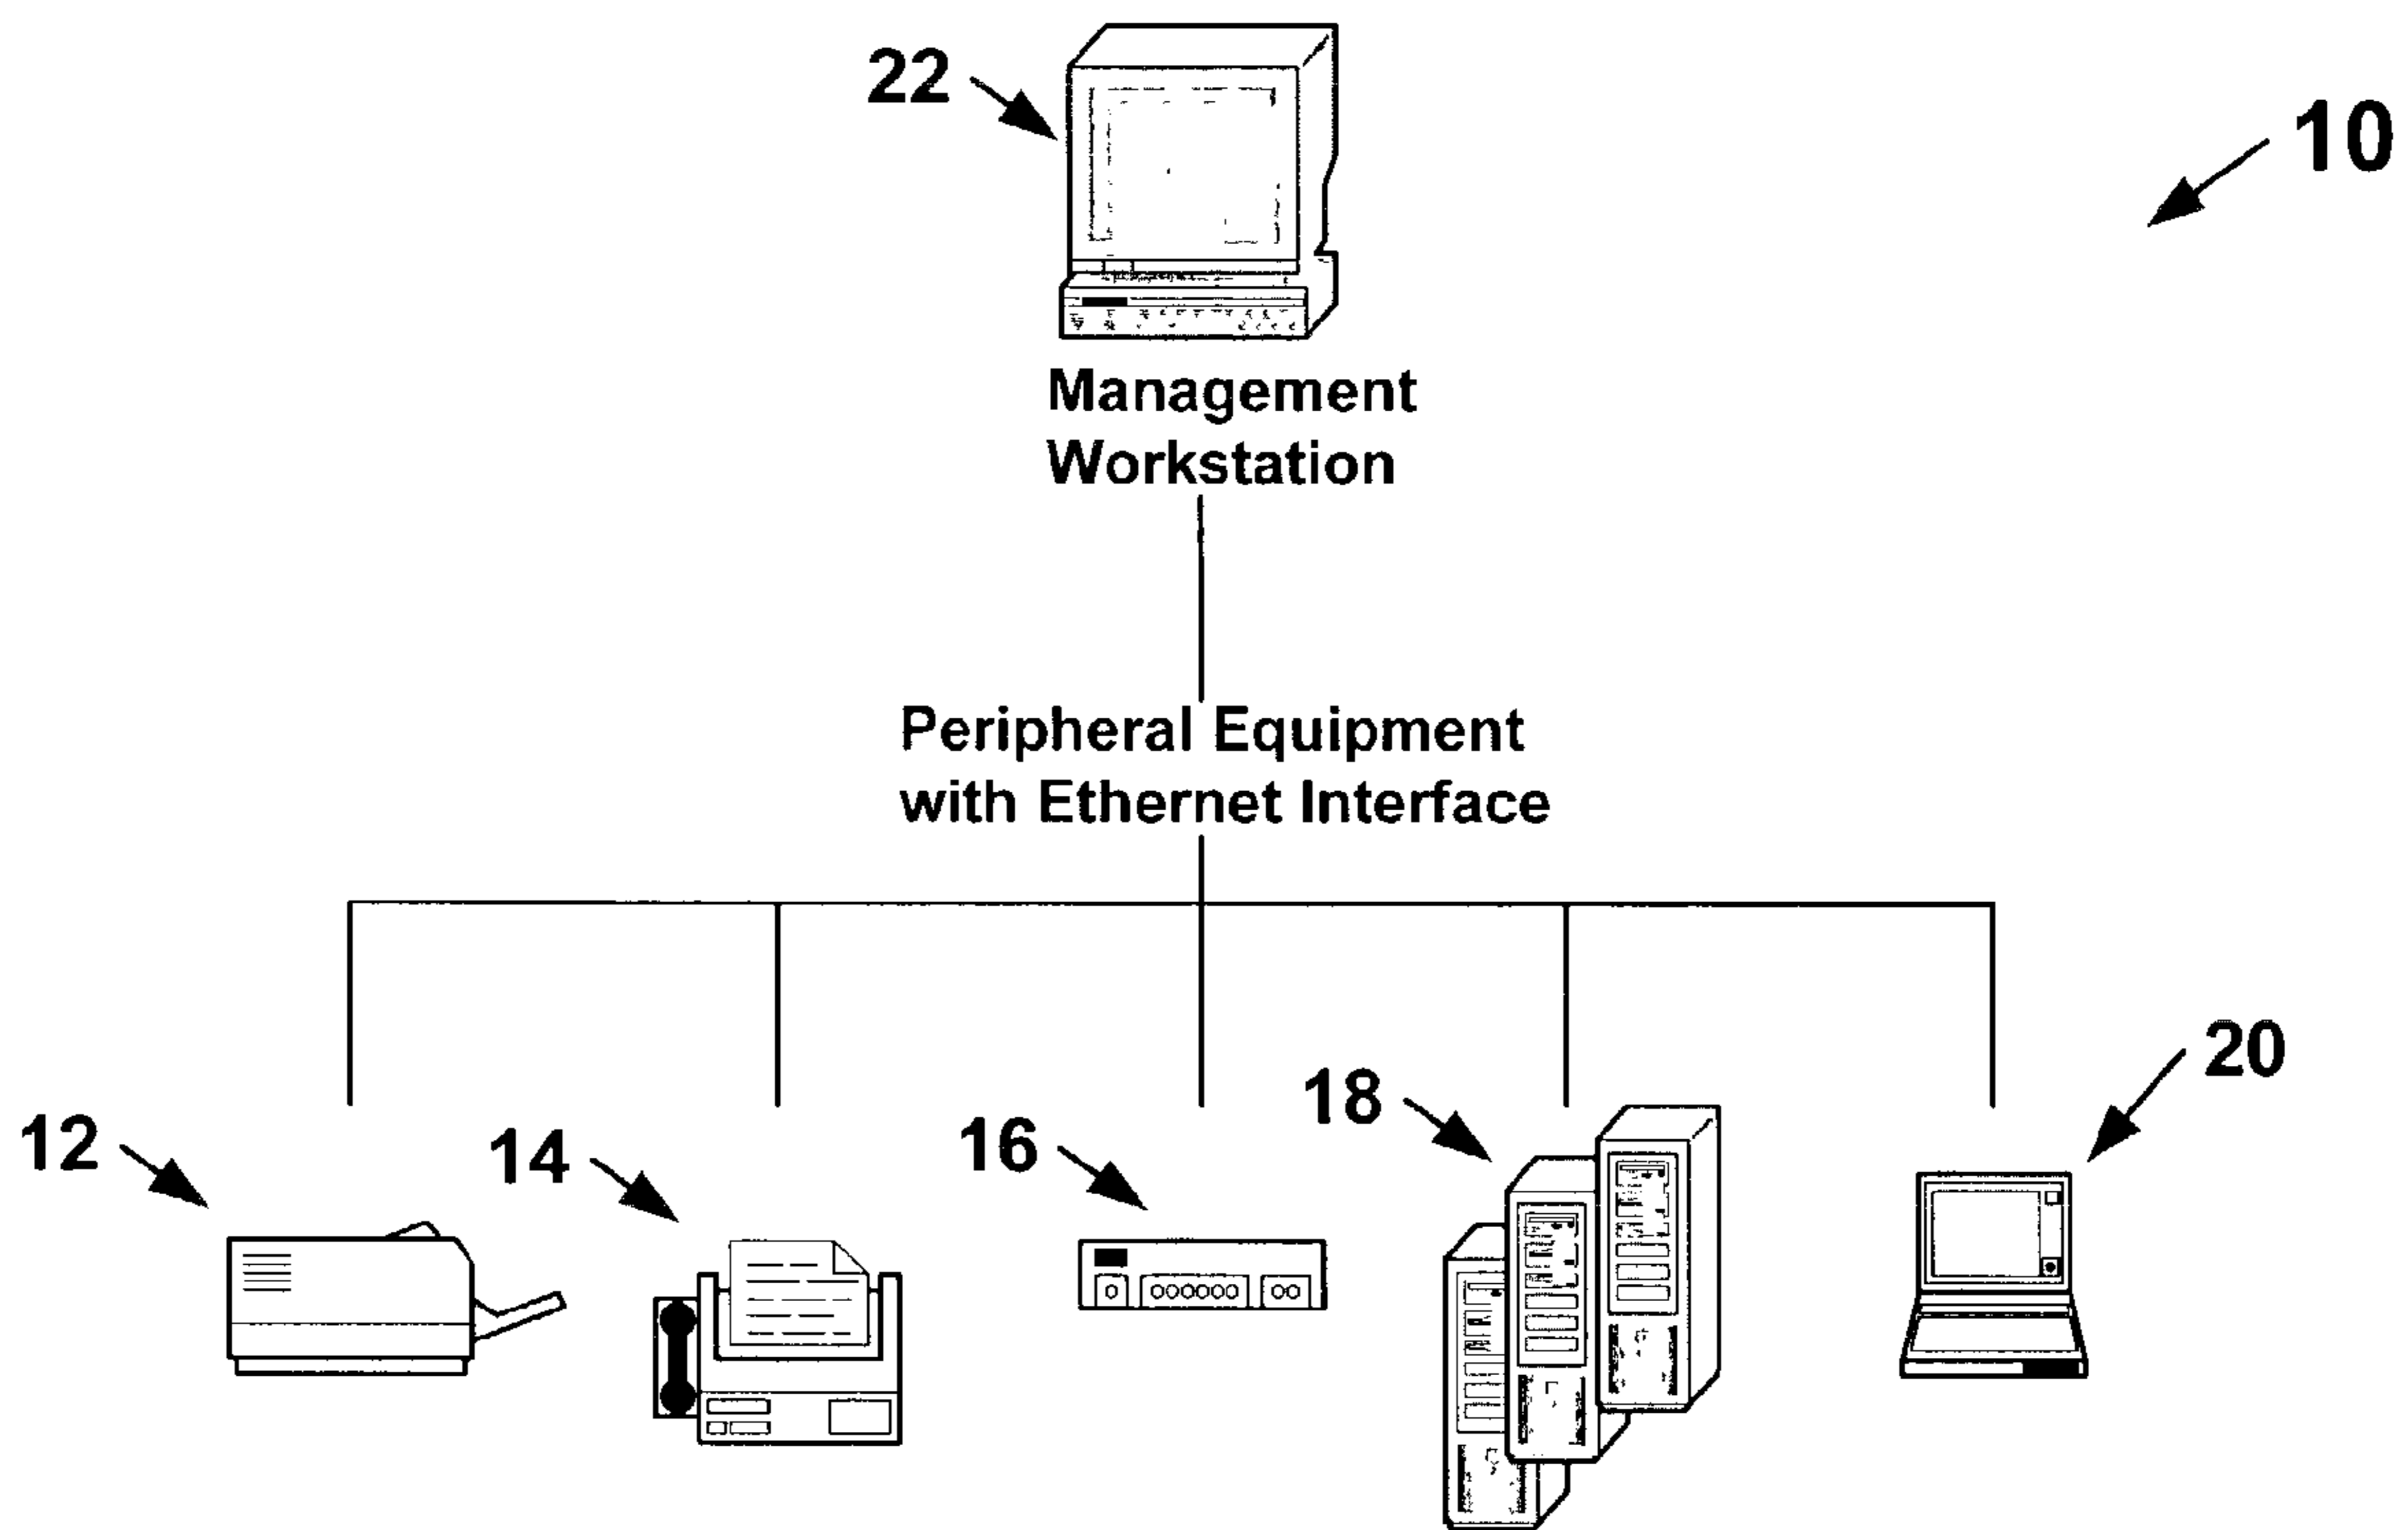 22
10
Management
Workstation
Peripheral Equipment
with Ethernet Interface
20
18
12
14
16